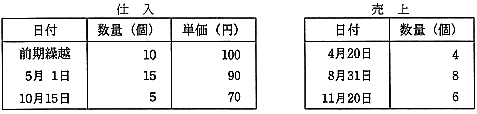 仕入
日付 数量(個) 単価(円)
前期繰越 10 100
5月 1日 15 90
10月15日 5 70
売上
日付 数量(個)
4月20日 4
8月31日 8
11月20日 6